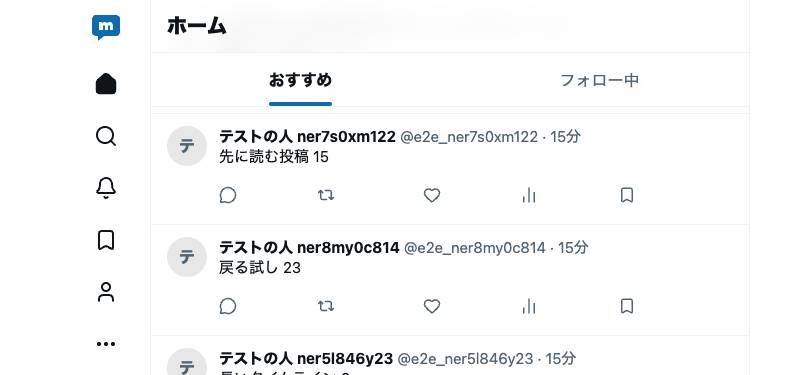 m
ホーム
おすすめ
フォロー中
テ
テストの人 ner7s0xm122 @e2e_ner7s0xm122 · 15分
先に読む投稿 15
テ
テストの人 ner8my0c814 @e2e_ner8my0c814 · 15分
戻る試し 23
テ
テストの人 ner5l846y23 @e2e_ner5l846y23 · 15分